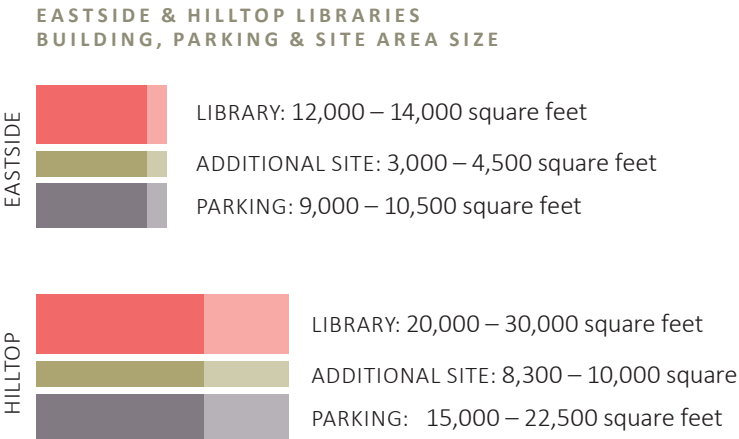 EASTSIDE & HILLTOP LIBRARIES
BUILDING, PARKING & SITE AREA SIZE
EASTSIDE
LIBRARY: 12,000 – 14,000 square feet
ADDITIONAL SITE: 3,000 – 4,500 square feet
PARKING: 9,000 – 10,500 square feet
HILLTOP
LIBRARY: 20,000 – 30,000 square feet
ADDITIONAL SITE: 8,300 – 10,000 square
PARKING: 15,000 – 22,500 square feet